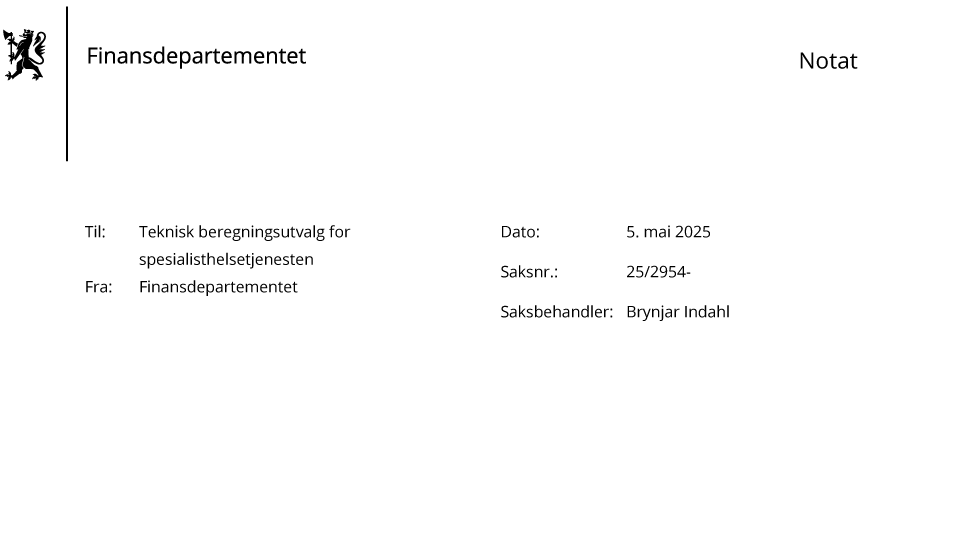 Finansdepartementet
Notat
Til: Teknisk beregningsutvalg for
spesialisthelsetjenesten
Fra: Finansdepartementet
Dato: 5. mai 2025
Saksnr.: 25/2954-
Saksbehandler: Brynjar Indahl